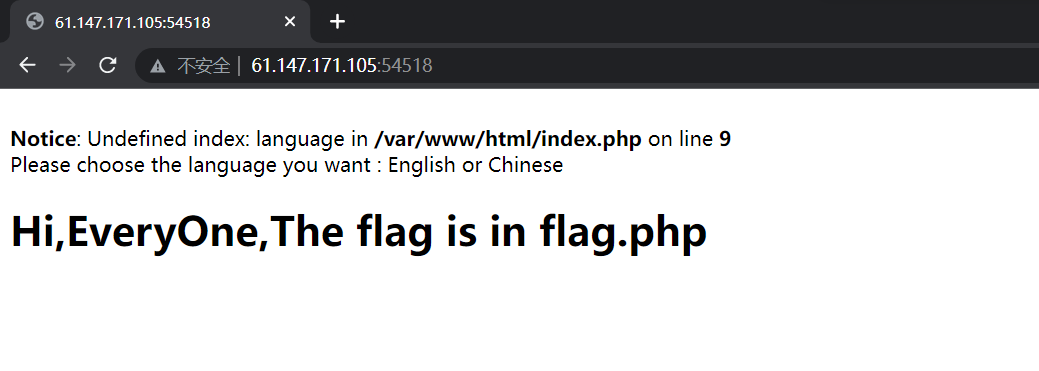 61.147.171.105:54518
不安全 | 61.147.171.105:54518
Notice: Undefined index: language in /var/www/html/index.php on line 9
Please choose the language you want : English or Chinese
Hi,EveryOne,The flag is in flag.php